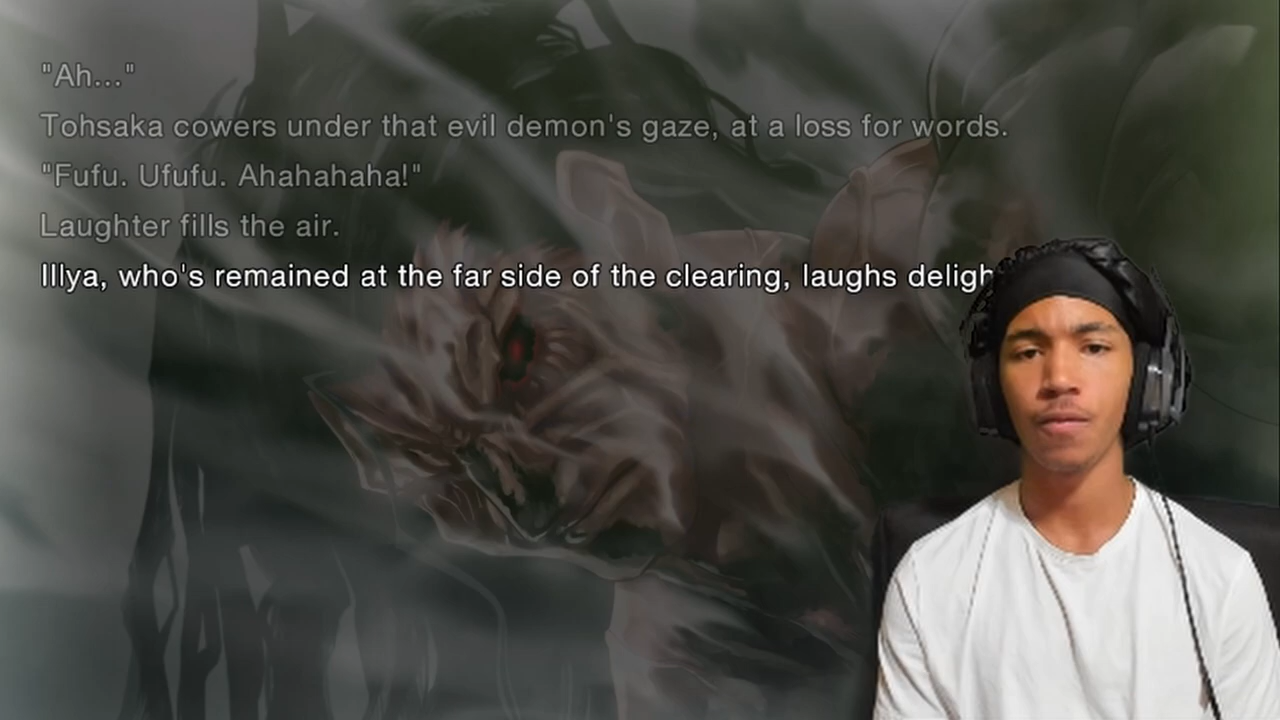 "Ah..."
Tohsaka cowers under that evil demon's gaze, at a loss for words.
"Fufu. Ufufu. Ahahahaha!"
Laughter fills the air.
Illya, who's remained at the far side of the clearing, laughs